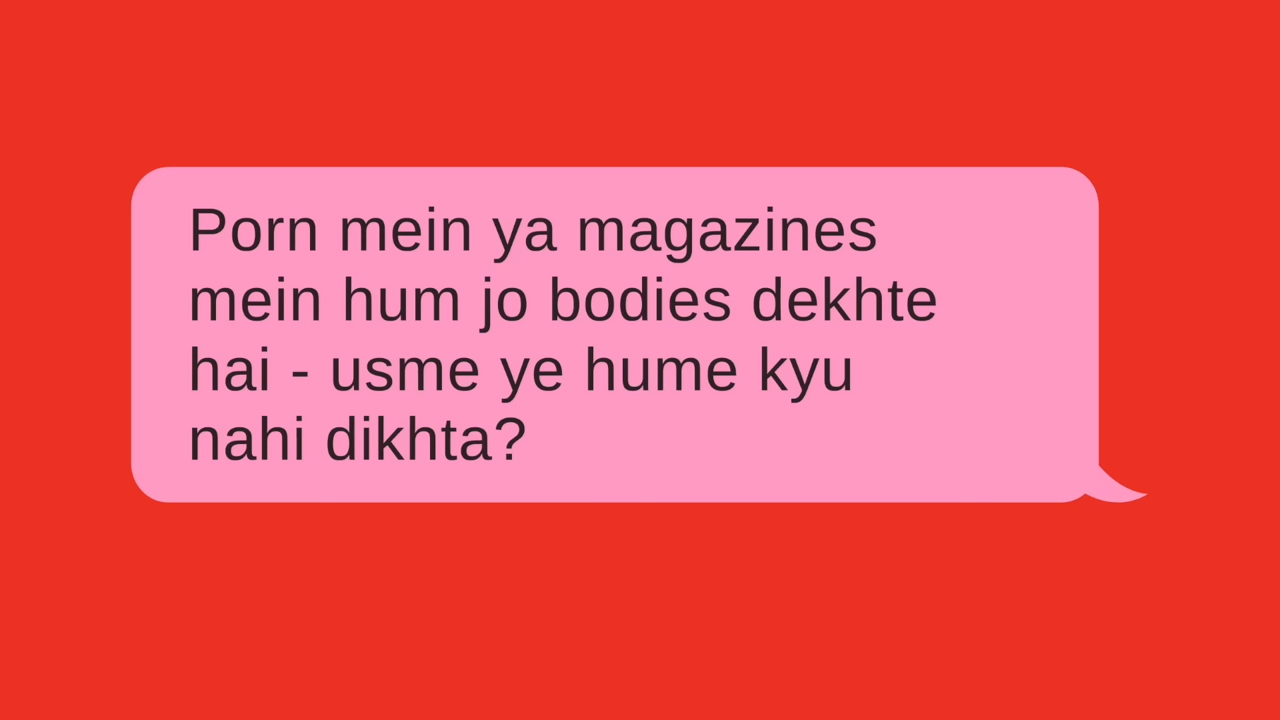 Porn mein ya magazines
mein hum jo bodies dekhte
hai - usme ye hume kyu
nahi dikhta?